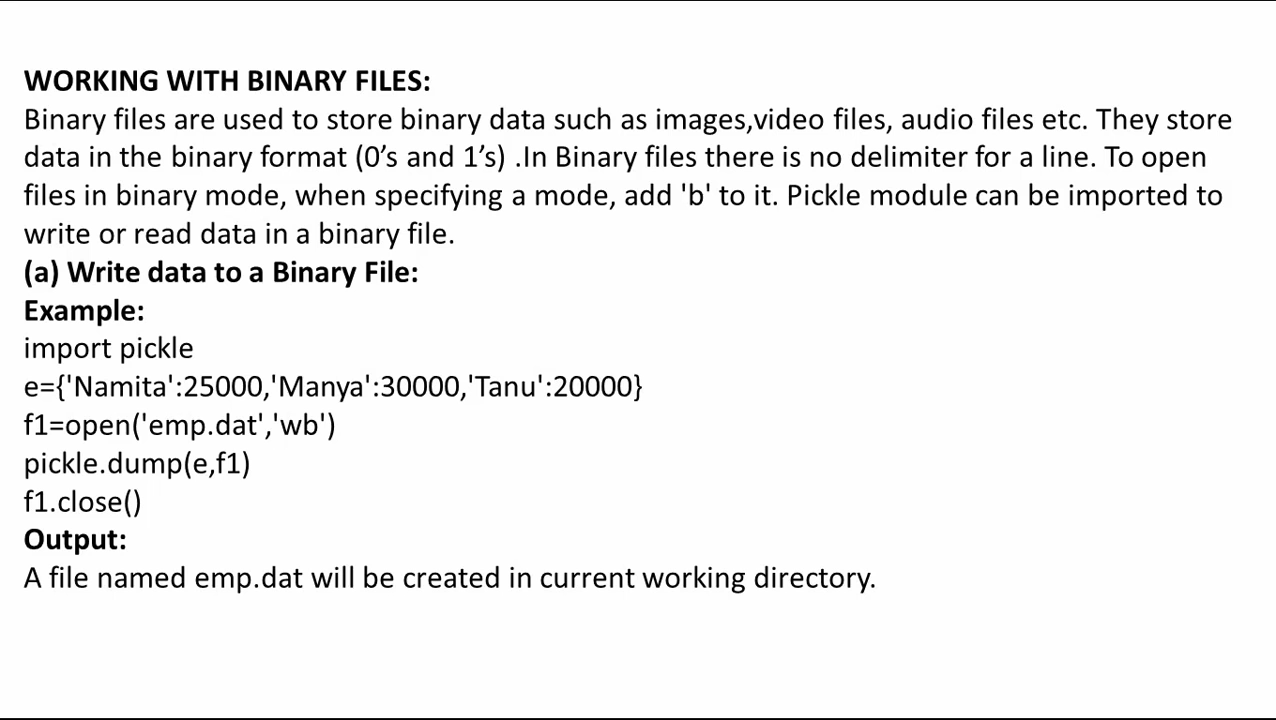 WORKING WITH BINARY FILES:
Binary files are used to store binary data such as images,video files, audio files etc. They store
data in the binary format (0’s and 1’s) .In Binary files there is no delimiter for a line. To open
files in binary mode, when specifying a mode, add 'b' to it. Pickle module can be imported to
write or read data in a binary file.
(a) Write data to a Binary File:
Example:
import pickle
e={'Namita':25000,'Manya':30000,'Tanu':20000}
f1=open('emp.dat','wb')
pickle.dump(e,f1)
f1.close()
Output:
A file named emp.dat will be created in current working directory.